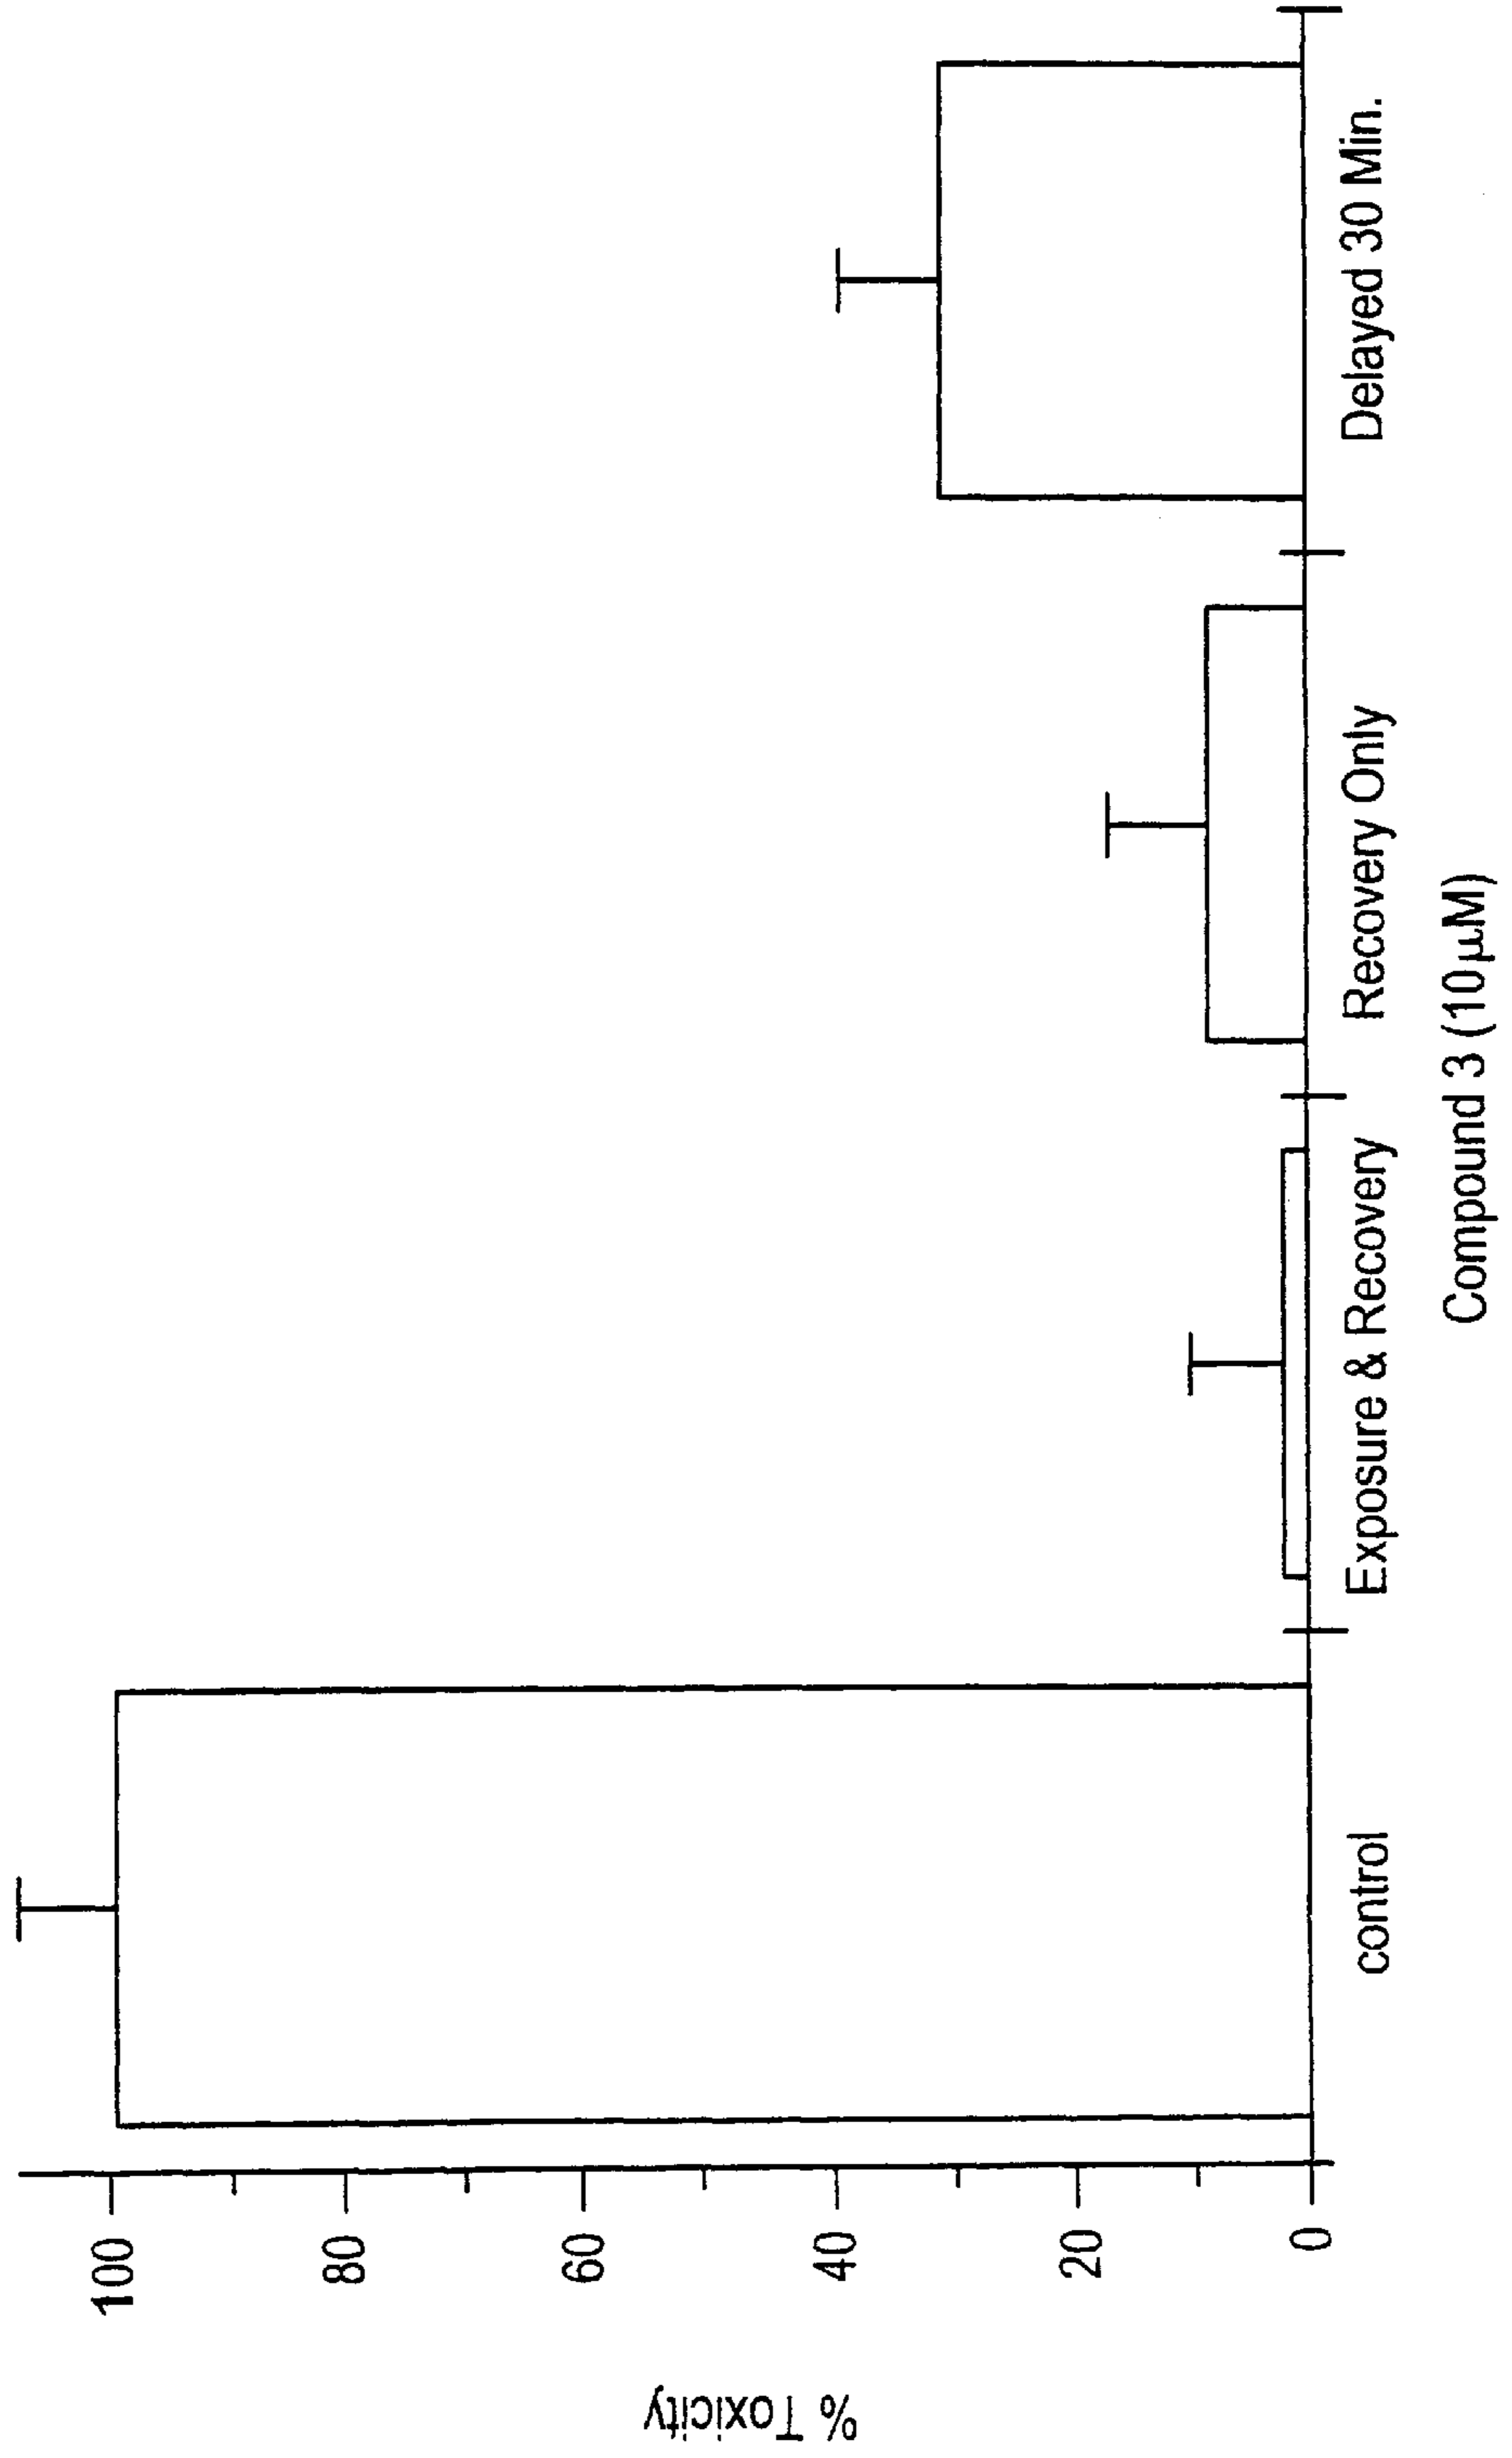 % Toxicity
100
80
60
40
20
0
control
Exposure & Recovery
Recovery Only
Delayed 30 Min.
Compound 3 (10µM)